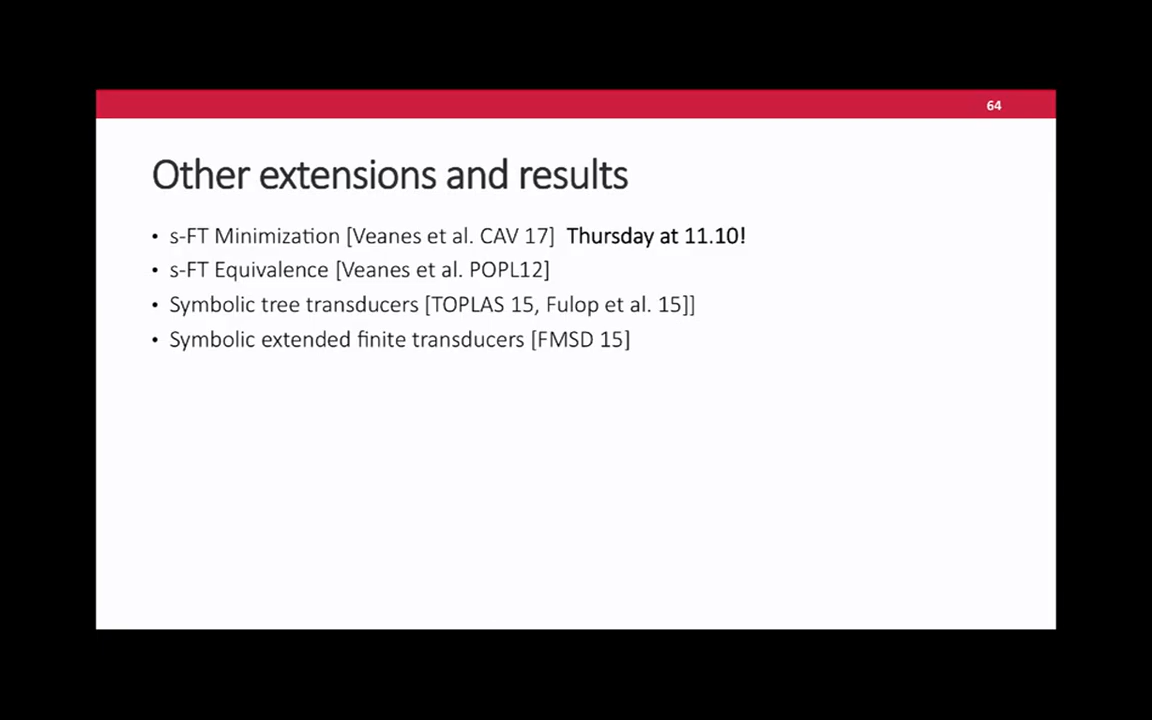 64
Other extensions and results
• s-FT Minimization [Veanes et al. CAV 17] Thursday at 11.10!
• s-FT Equivalence [Veanes et al. POPL12]
• Symbolic tree transducers [TOPLAS 15, Fulop et al. 15]]
• Symbolic extended finite transducers [FMSD 15]